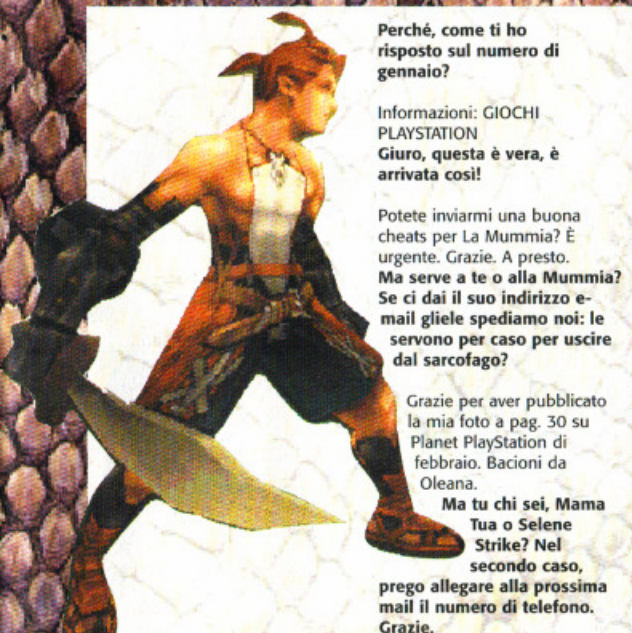 Perché, come ti ho
risposto sul numero di
gennaio?
Informazioni: GIOCHI
PLAYSTATION
Giuro, questa è vera, è
arrivata così!
Potete inviarmi una buona
cheats per La Mummia? È
urgente. Grazie. A presto.
Ma serve a te o alla Mummia?
Se ci dai il suo indirizzo e-
mail gliele spediamo noi: le
servono per caso per uscire
dal sarcofago?
Grazie per aver pubblicato
la mia foto a pag. 30 su
Planet PlayStation di
febbraio. Bacioni da
Oleana.
Ma tu chi sei, Mama
Tua o Selene
Strike? Nel
secondo caso,
prego allegare alla prossima
mail il numero di telefono.
Grazie.